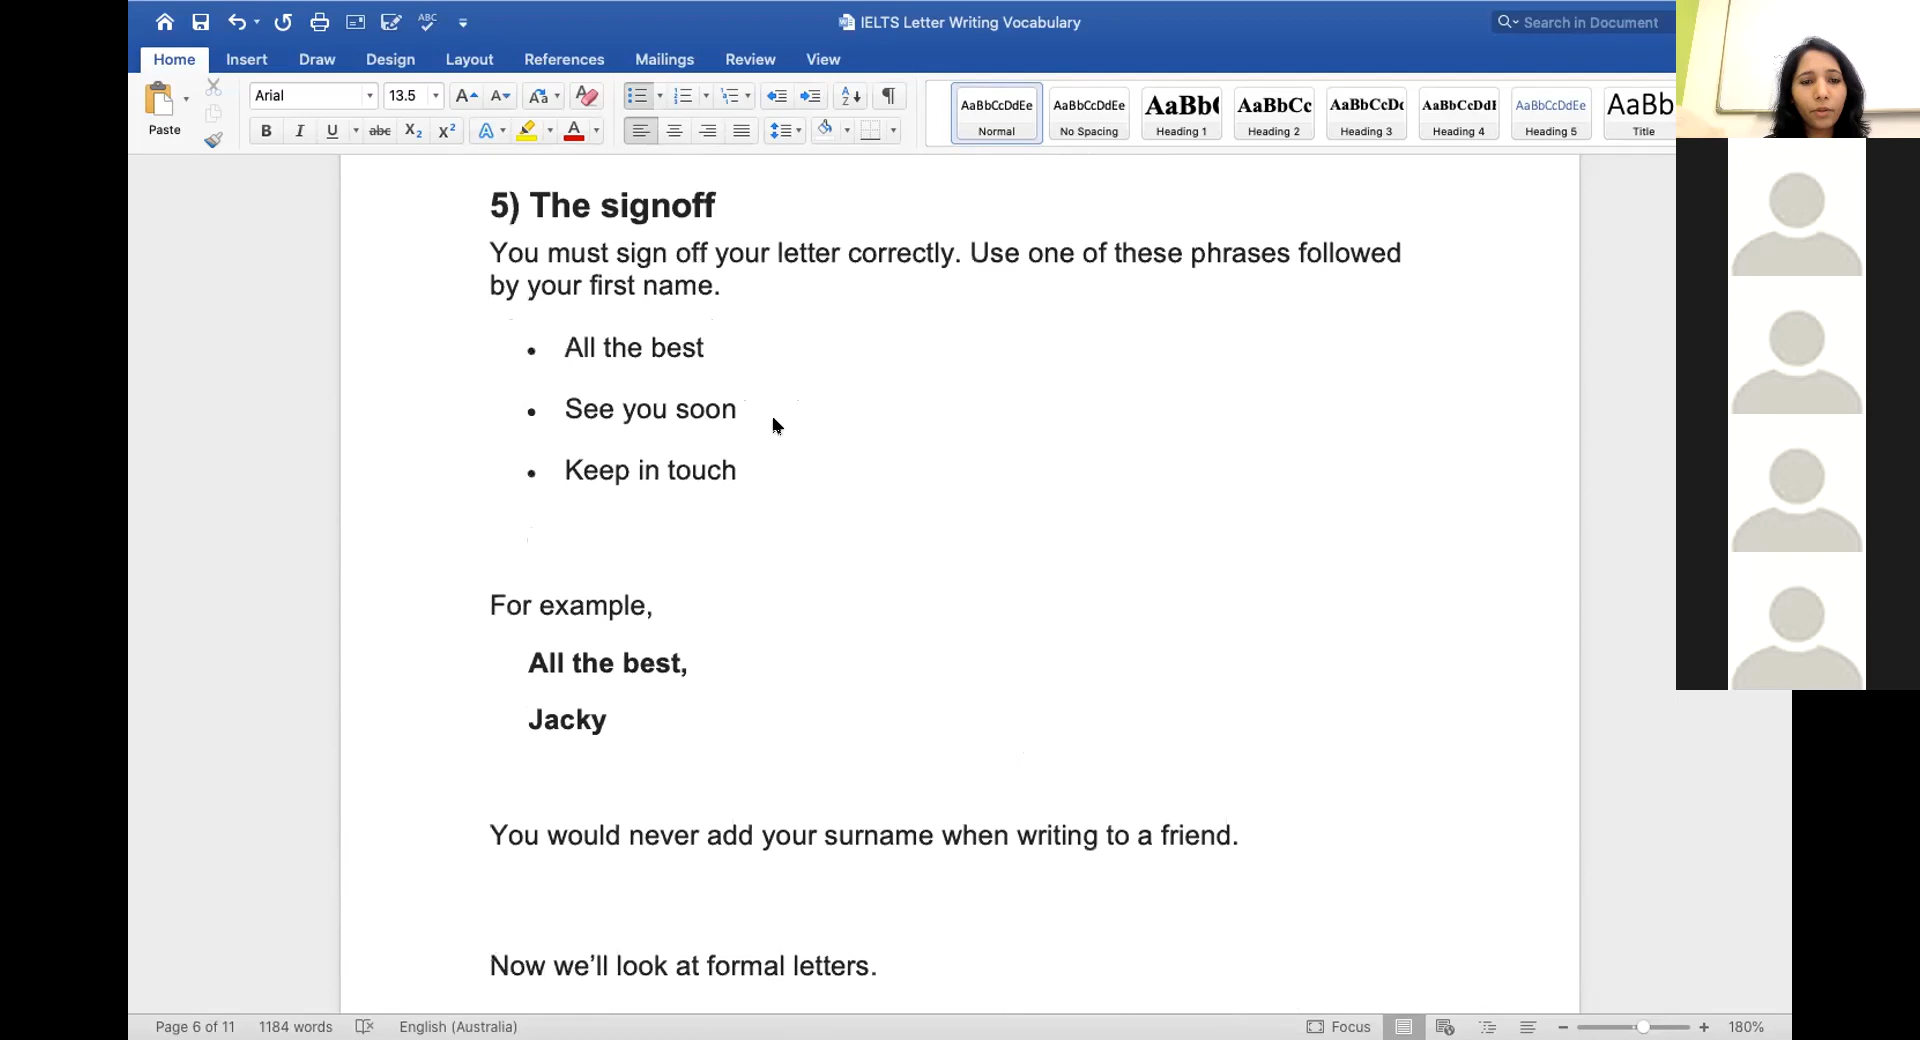 ABC
IELTS Letter Writing Vocabulary
Search in Document
Home Insert Draw Design Layout References Mailings Review View
Paste
Arial 13.5 A A Aa A
B I U abc X₂ X² A A
A Z ¶
AaBbCcDdEe AaBbCcDdEe AaBb( AaBbCc AaBbCcDc AaBbCcDdI AaBbCcDdEe AaBb
Normal No Spacing Heading 1 Heading 2 Heading 3 Heading 4 Heading 5 Title
5) The signoff
You must sign off your letter correctly. Use one of these phrases followed
by your first name.
• All the best
• See you soon
• Keep in touch
For example,
All the best,
Jacky
You would never add your surname when writing to a friend.
Now we’ll look at formal letters.
Page 6 of 11 1184 words English (Australia) Focus 180%